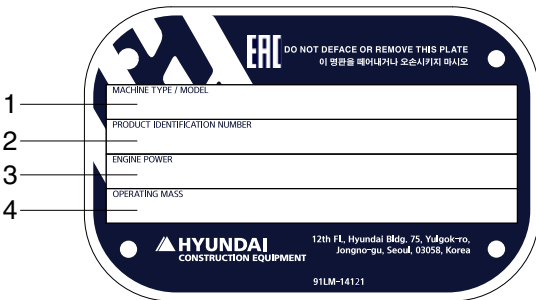 EAC DO NOT DEFACE OR REMOVE THIS PLATE
이 명판을 떼어내거나 오손시키지 마시오
1 MACHINE TYPE / MODEL
2 PRODUCT IDENTIFICATION NUMBER
3 ENGINE POWER
4 OPERATING MASS
HYUNDAI
CONSTRUCTION EQUIPMENT
12th Fl., Hyundai Bldg. 75, Yulgok-ro,
Jongno-gu, Seoul, 03058, Korea
91LM-14121